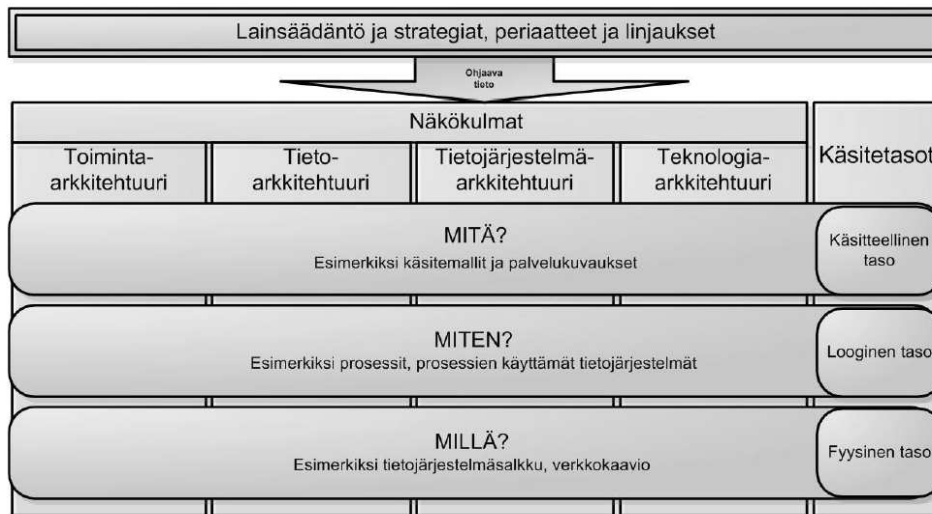 Lainsäädäntö ja strategiat, periaatteet ja linjaukset
Ohjaava
tieto
Näkökulmat
Käsitetasot
Toiminta-
arkkitehtuuri
Tieto-
arkkitehtuuri
Tietojärjestelmä-
arkkitehtuuri
Teknologia-
arkkitehtuuri
MITÄ?
Esimerkiksi käsitemallit ja palvelukuvaukset
Käsitteellinen
taso
MITEN?
Esimerkiksi prosessit, prosessien käyttämät tietojärjestelmät
Looginen taso
MILLÄ?
Esimerkiksi tietojärjestelmäsalkku, verkkokaavio
Fyysinen taso